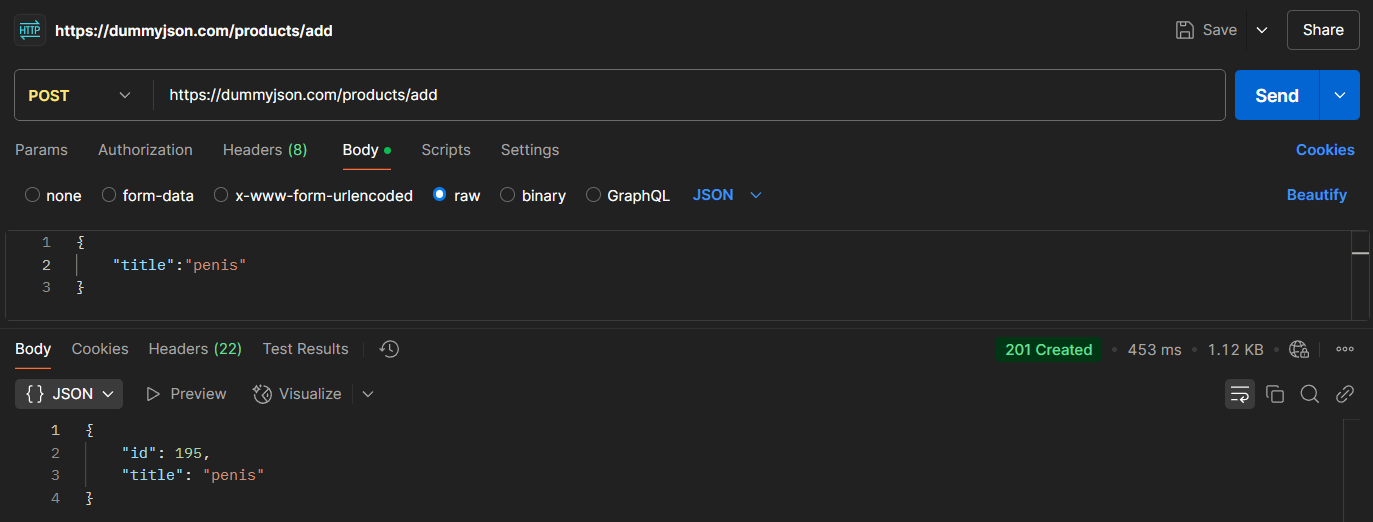 HTTP https://dummyjson.com/products/add Save Share
POST https://dummyjson.com/products/add Send
Params Authorization Headers (8) Body Scripts Settings Cookies
none form-data x-www-form-urlencoded raw binary GraphQL JSON Beautify
1 {
2 "title":"penis"
3 }
Body Cookies Headers (22) Test Results 201 Created 453 ms 1.12 KB
{} JSON Preview Visualize
1 {
2 "id": 195,
3 "title": "penis"
4 }